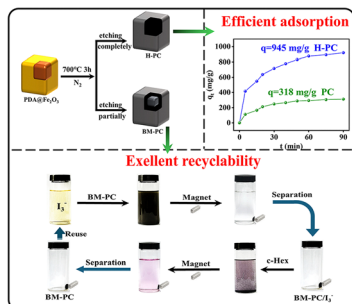 Efficient adsorption
H-PC
etching
completely
700°C 3h
N₂
PDA@Fe₂O₃
etching
partially
BM-PC
1000
800
600
400
200
0
qₜ (mg/g)
q=945 mg/g H-PC
q=318 mg/g PC
0 15 30 45 60 75 90
t (min)
Exellent recyclability
I₃⁻
BM-PC
Magnet
Separation
Reuse
Separation
Magnet
c-Hex
BM-PC
BM-PC/I₃⁻